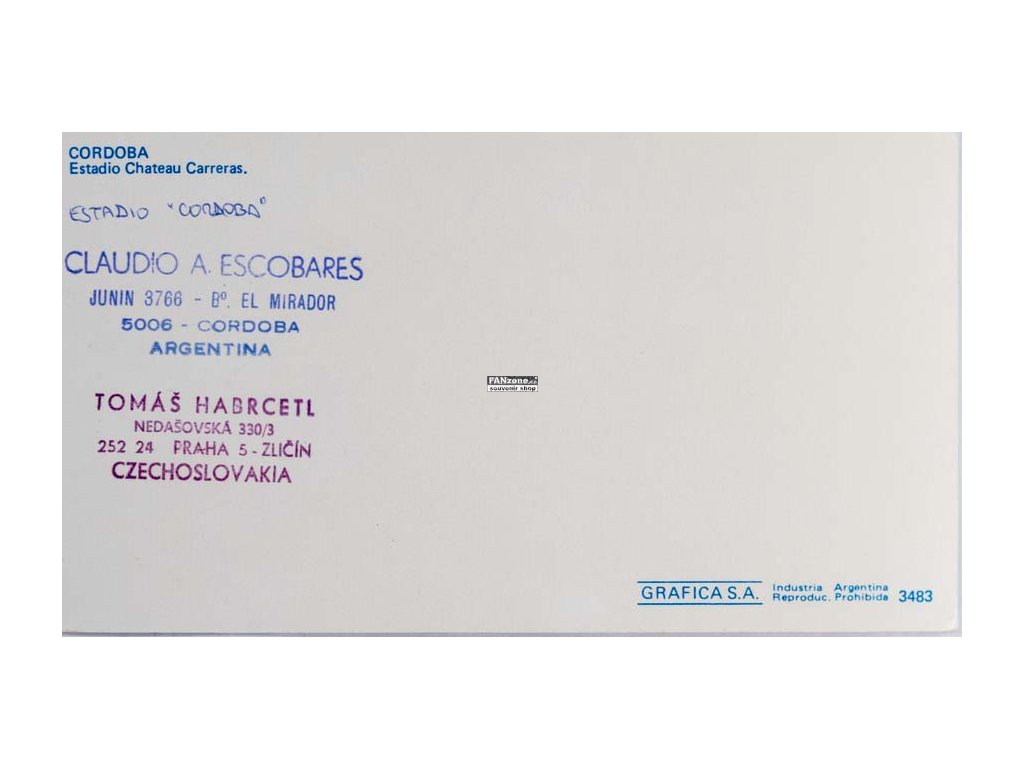 CORDOBA
Estadio Chateau Carreras.
ESTADIO "CORDOBA"
CLAUDIO A. ESCOBARES
JUNIN 3766 - Bº. EL MIRADOR
5006 - CORDOBA
ARGENTINA
FANzone.cz
souvenir shop
TOMÁŠ HABRCETL
NEDAŠOVSKÁ 330/3
252 24 PRAHA 5 - ZLIČÍN
CZECHOSLOVAKIA
GRAFICA S.A.
Industria Argentina
Reproduc. Prohibida
3483